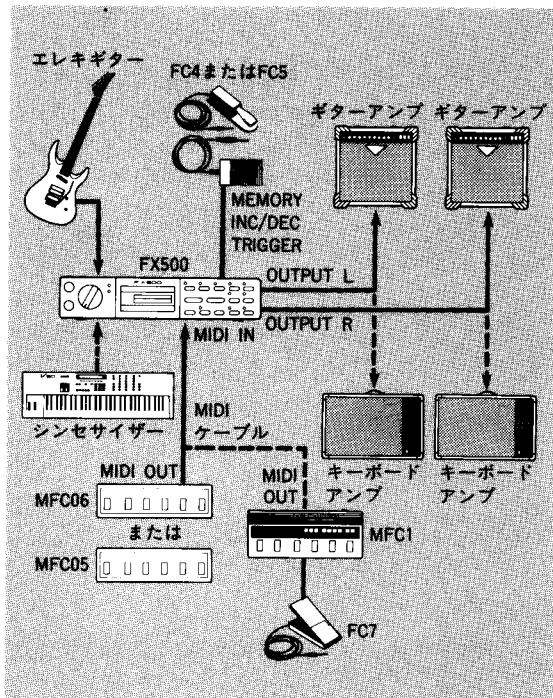 エレキギター
FC4またはFC5
ギターアンプ
ギターアンプ
MEMORY
INC/DEC
TRIGGER
FX500
OUTPUT L
OUTPUT R
MIDI IN
シンセサイザー
MIDI
ケーブル
MIDI OUT
MFC06
または
MFC05
MIDI
OUT
MFC1
キーボード
アンプ
キーボード
アンプ
FC7